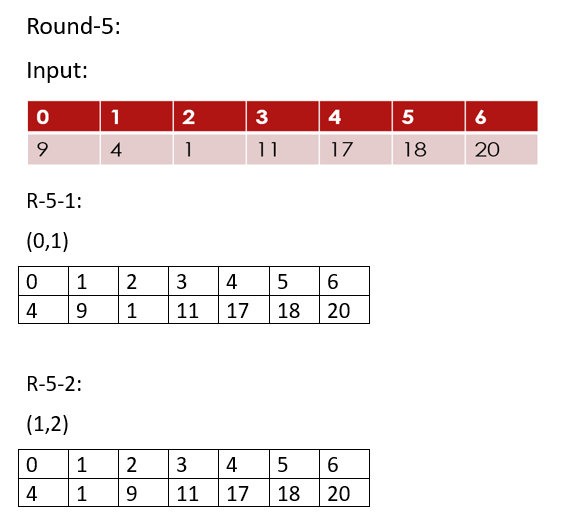 Round-5:
Input:
0 1 2 3 4 5 6
9 4 1 11 17 18 20
R-5-1:
(0,1)
0 1 2 3 4 5 6
4 9 1 11 17 18 20
R-5-2:
(1,2)
0 1 2 3 4 5 6
4 1 9 11 17 18 20